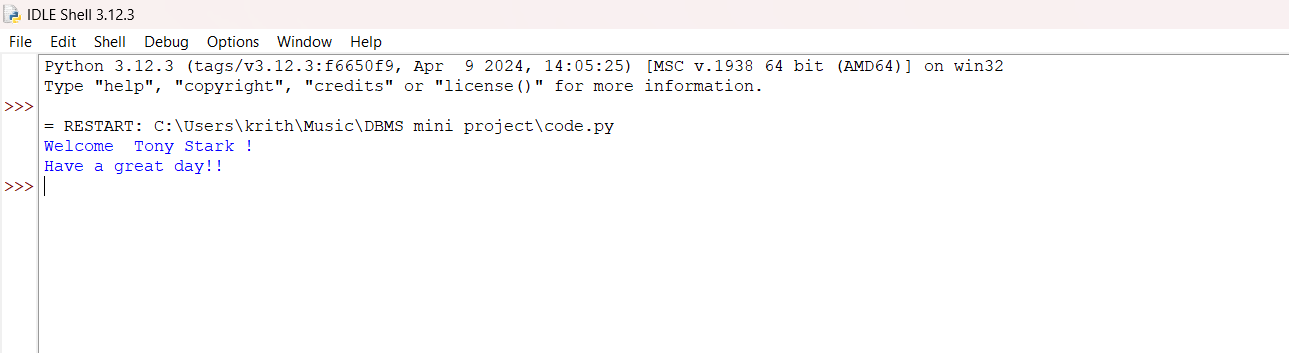 IDLE Shell 3.12.3
File Edit Shell Debug Options Window Help
Python 3.12.3 (tags/v3.12.3:f6650f9, Apr  9 2024, 14:05:25) [MSC v.1938 64 bit (AMD64)] on win32
Type "help", "copyright", "credits" or "license()" for more information.
>>>
= RESTART: C:\Users\krith\Music\DBMS mini project\code.py
Welcome  Tony Stark !
Have a great day!!
>>>